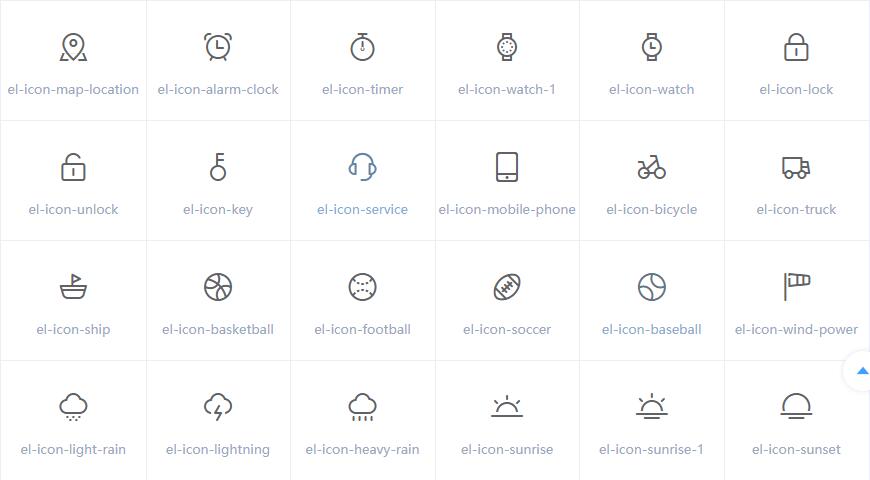 el-icon-map-location
el-icon-alarm-clock
el-icon-timer
el-icon-watch-1
el-icon-watch
el-icon-lock
el-icon-unlock
el-icon-key
el-icon-service
el-icon-mobile-phone
el-icon-bicycle
el-icon-truck
el-icon-ship
el-icon-basketball
el-icon-football
el-icon-soccer
el-icon-baseball
el-icon-wind-power
el-icon-light-rain
el-icon-lightning
el-icon-heavy-rain
el-icon-sunrise
el-icon-sunrise-1
el-icon-sunset